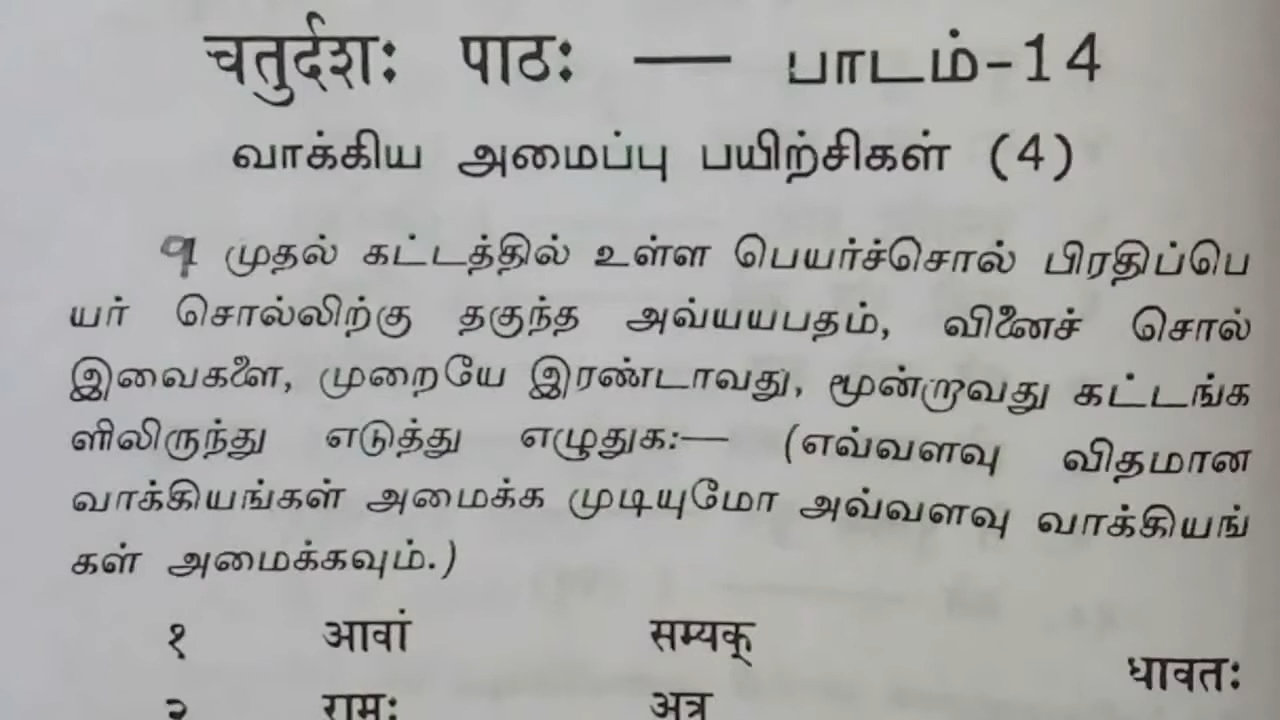 चतुर्दशः पाठः — பாடம்-14
வாக்கிய அமைப்பு பயிற்சிகள் (4)
१ முதல் கட்டத்தில் உள்ள பெயர்ச்சொல் பிரதிப்பெ
யர் சொல்லிற்கு தகுந்த அவ்யயபதம், வினைச் சொல்
இவைகளை, முறையே இரண்டாவது, மூன்றாவது கட்டங்க
ளிலிருந்து எடுத்து எழுதுக:— (எவ்வளவு விதமான
வாக்கியங்கள் அமைக்க முடியுமோ அவ்வளவு வாக்கியங்
கள் அமைக்கவும்.)
१ आवां सम्यक् धावतः
२ रामः अत्र